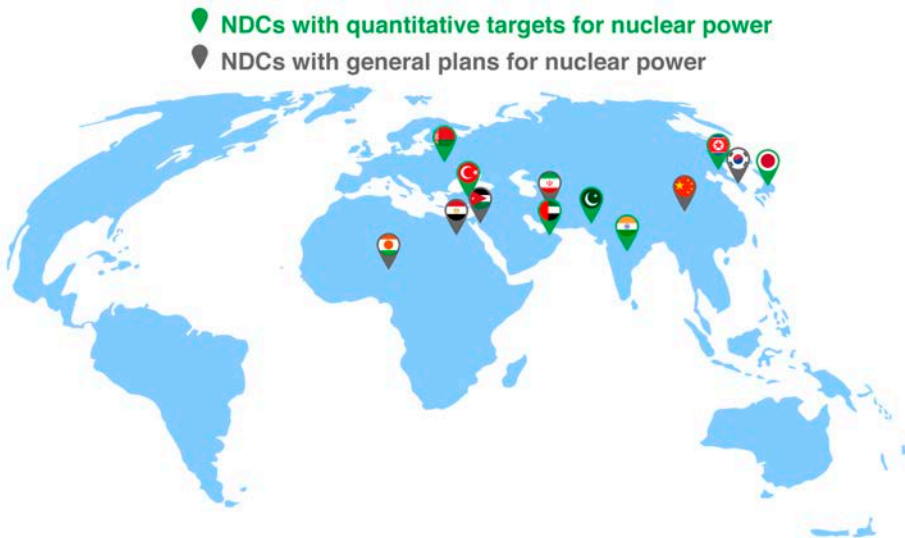 NDCs with quantitative targets for nuclear power
NDCs with general plans for nuclear power